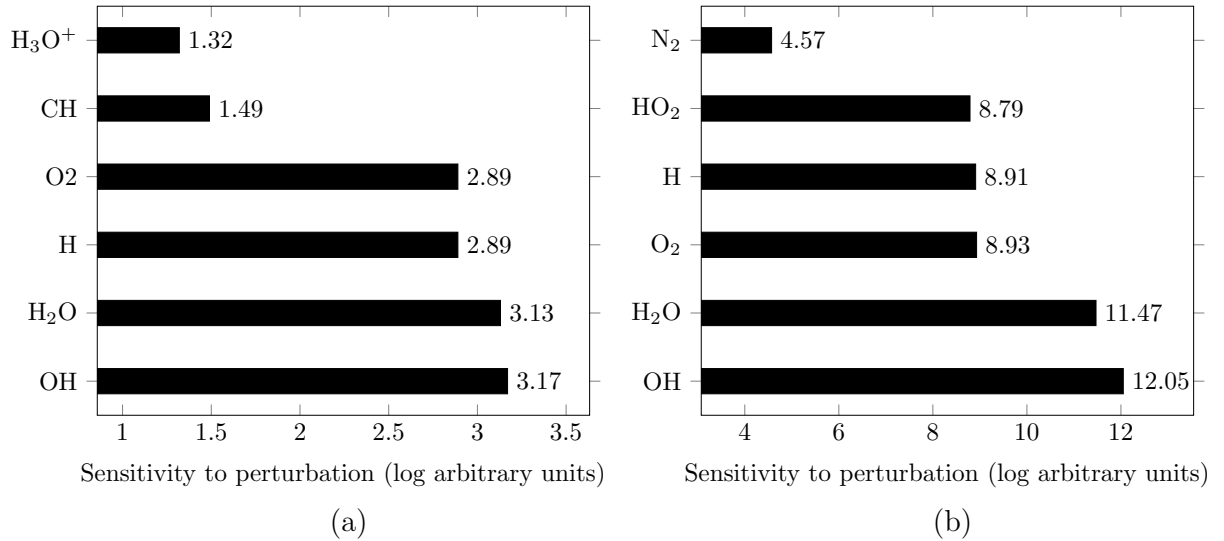 H₃O⁺ 1.32
CH 1.49
O2 2.89
H 2.89
H₂O 3.13
OH 3.17
1 1.5 2 2.5 3 3.5
Sensitivity to perturbation (log arbitrary units)
(a)
N₂ 4.57
HO₂ 8.79
H 8.91
O₂ 8.93
H₂O 11.47
OH 12.05
4 6 8 10 12
Sensitivity to perturbation (log arbitrary units)
(b)